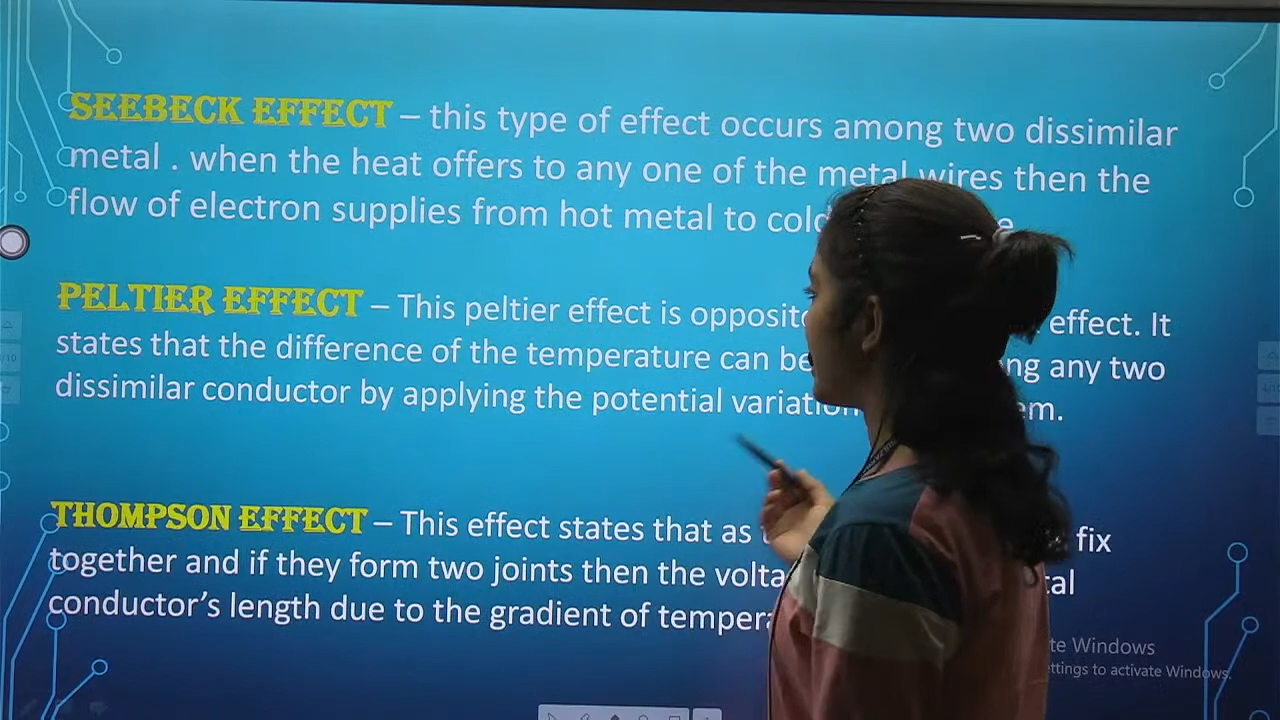 SEEBECK EFFECT – this type of effect occurs among two dissimilar
metal . when the heat offers to any one of the metal wires then the
flow of electron supplies from hot metal to cold
PELTIER EFFECT – This peltier effect is opposite effect. It
states that the difference of the temperature can be any two
dissimilar conductor by applying the potential variation
THOMPSON EFFECT – This effect states that as fix
together and if they form two joints then the
conductor's length due to the gradient of
Windows
to activate Windows.